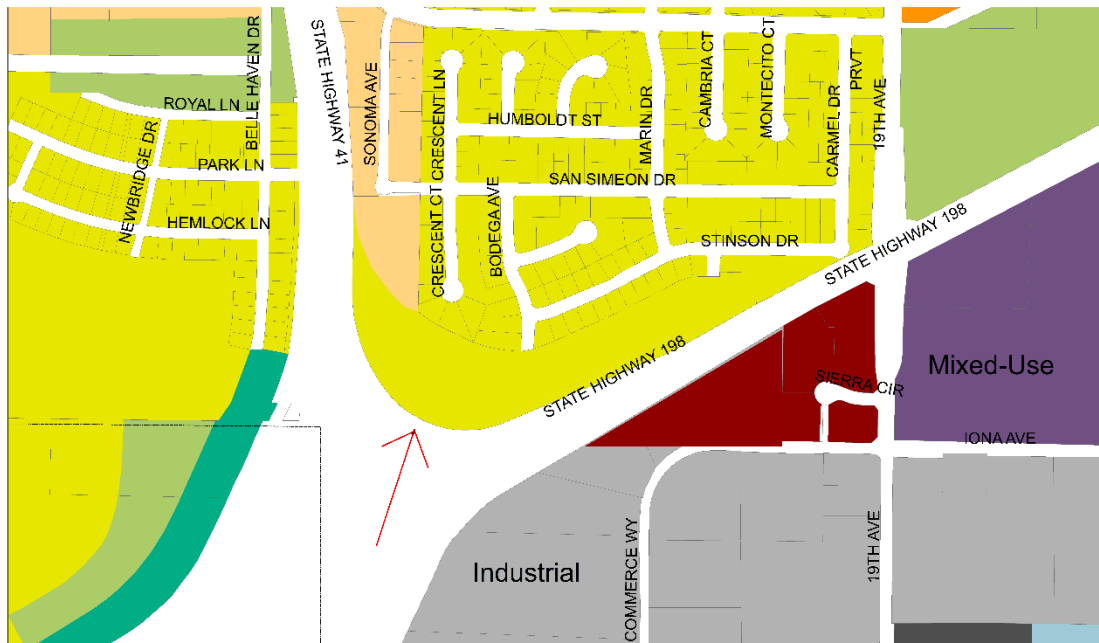 BELLE HAVEN DR
STATE HIGHWAY 41
SONOMA AVE
CRESCENT LN
MARIN DR
CAMBRIA CT
MONTECITO CT
PRVT
19TH AVE
ROYAL LN
HUMBOLDT ST
CARMEL DR
PARK LN
SAN SIMEON DR
NEWBRIDGE DR
HEMLOCK LN
CRESCENT CT
BODEGA AVE
STINSON DR
STATE HIGHWAY 198
STATE HIGHWAY 198
Mixed-Use
SIERRA CIR
IONA AVE
COMMERCE WY
19TH AVE
Industrial